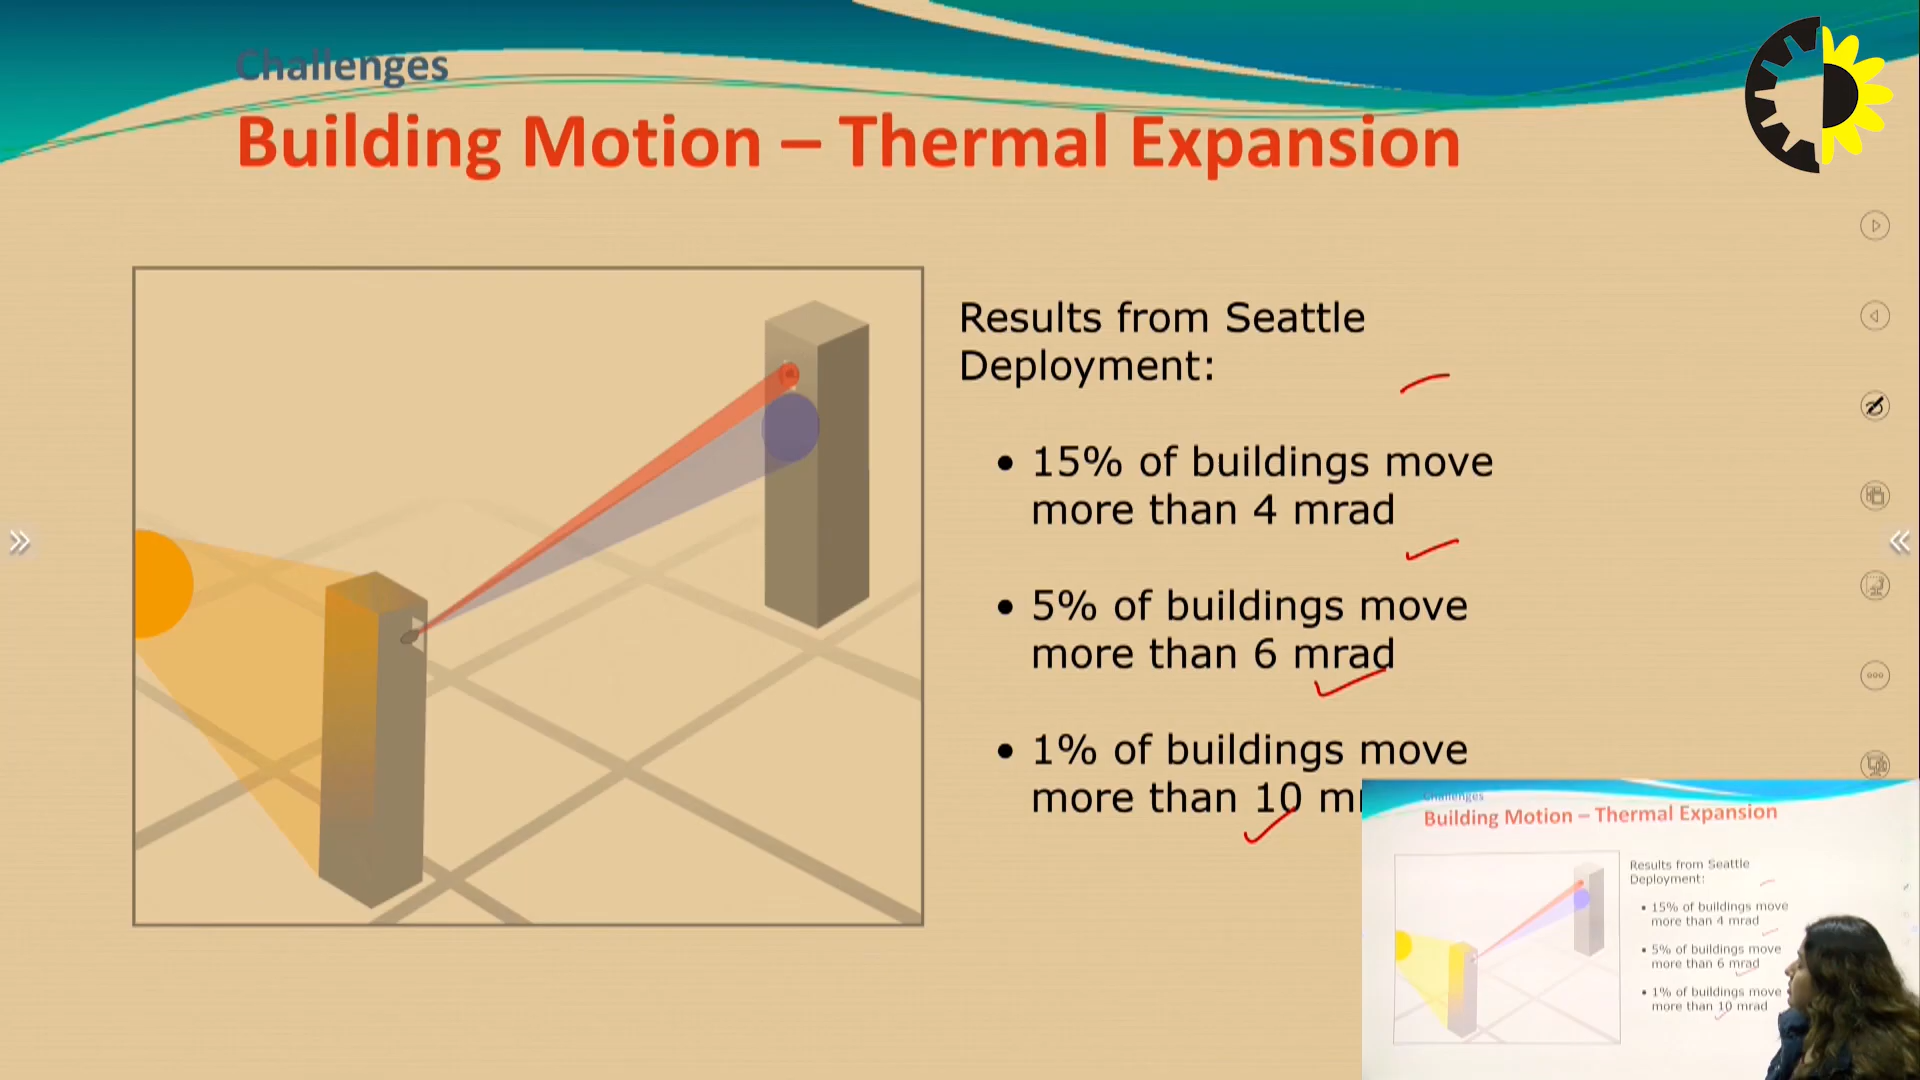 Challenges
Building Motion – Thermal Expansion
Results from Seattle
Deployment:
• 15% of buildings move
more than 4 mrad
• 5% of buildings move
more than 6 mrad
• 1% of buildings move
more than 10
Challenges
Building Motion – Thermal Expansion
Results from Seattle
Deployment:
• 15% of buildings move
more than 4 mrad
• 5% of buildings move
more than 6 mrad
• 1% of buildings move
more than 10 mrad